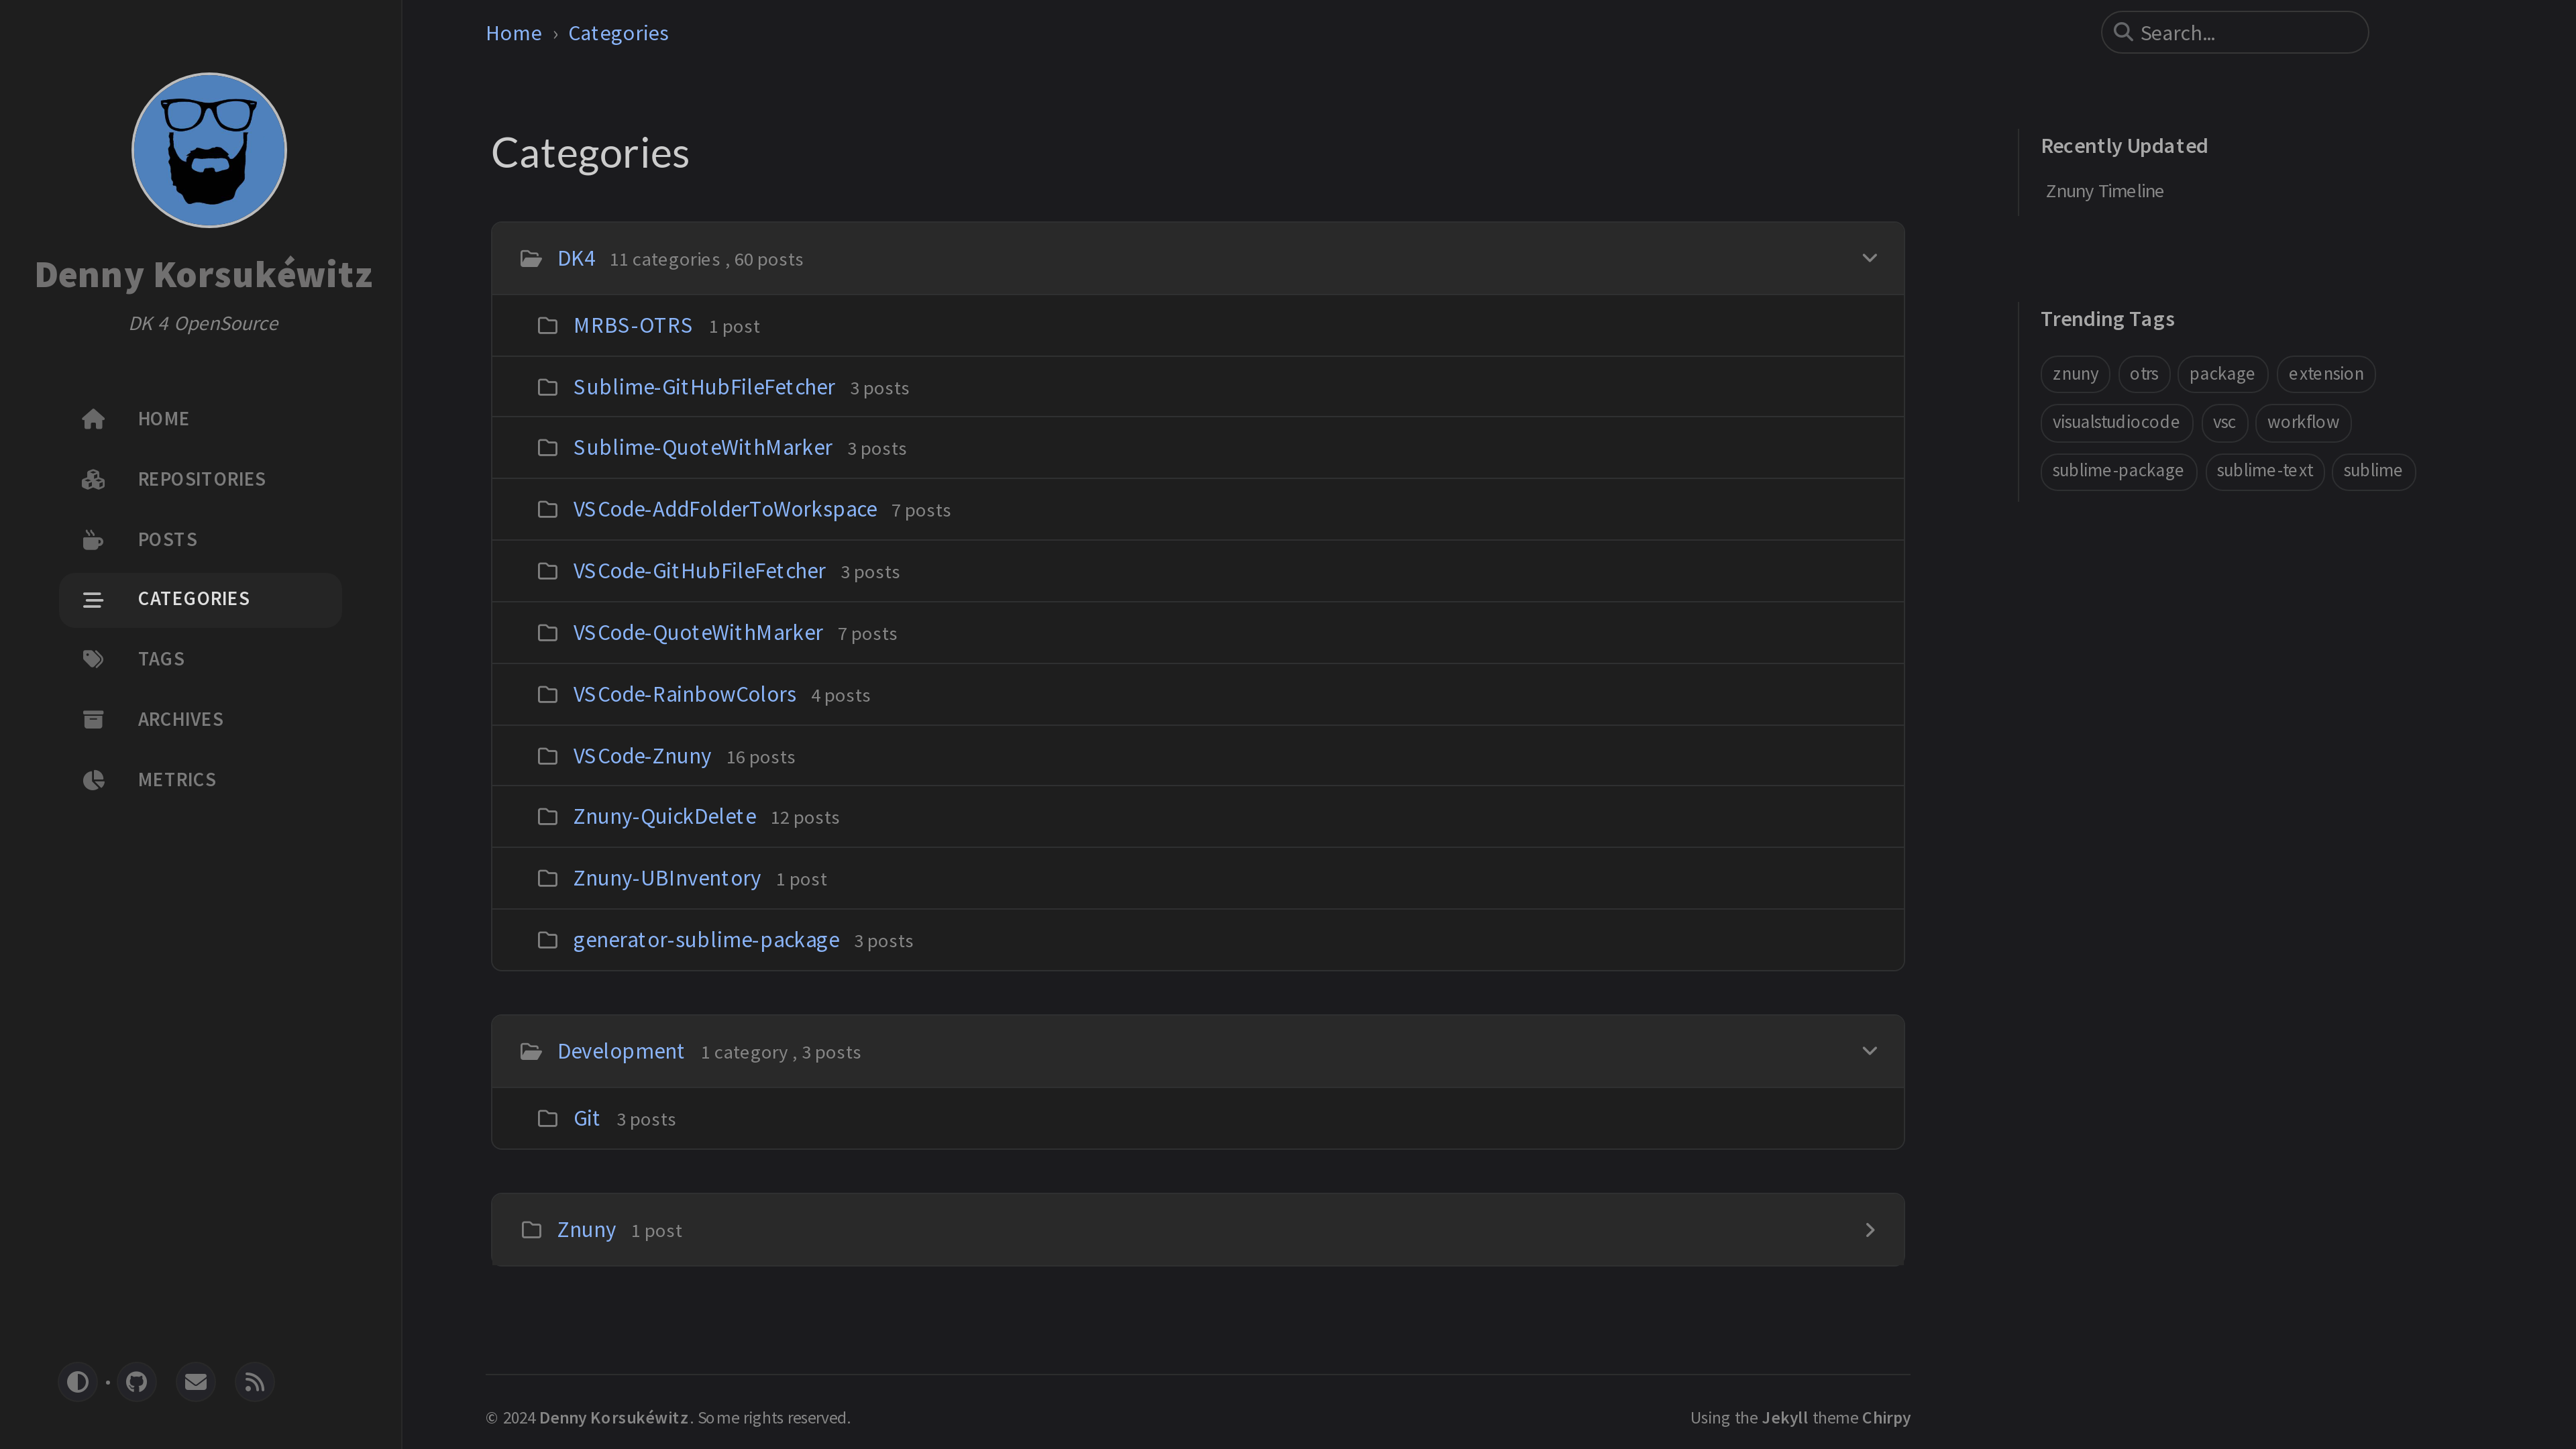 Denny Korsukéwitz
DK 4 OpenSource
HOME
REPOSITORIES
POSTS
CATEGORIES
TAGS
ARCHIVES
METRICS
Home › Categories
Search...
Categories
DK4 11 categories , 60 posts
MRBS-OTRS 1 post
Sublime-GitHubFileFetcher 3 posts
Sublime-QuoteWithMarker 3 posts
VSCode-AddFolderToWorkspace 7 posts
VSCode-GitHubFileFetcher 3 posts
VSCode-QuoteWithMarker 7 posts
VSCode-RainbowColors 4 posts
VSCode-Znuny 16 posts
Znuny-QuickDelete 12 posts
Znuny-UBInventory 1 post
generator-sublime-package 3 posts
Development 1 category , 3 posts
Git 3 posts
Znuny 1 post
Recently Updated
Znuny Timeline
Trending Tags
znuny otrs package extension
visualstudiocode vsc workflow
sublime-package sublime-text sublime
© 2024 Denny Korsukéwitz. Some rights reserved.
Using the Jekyll theme Chirpy